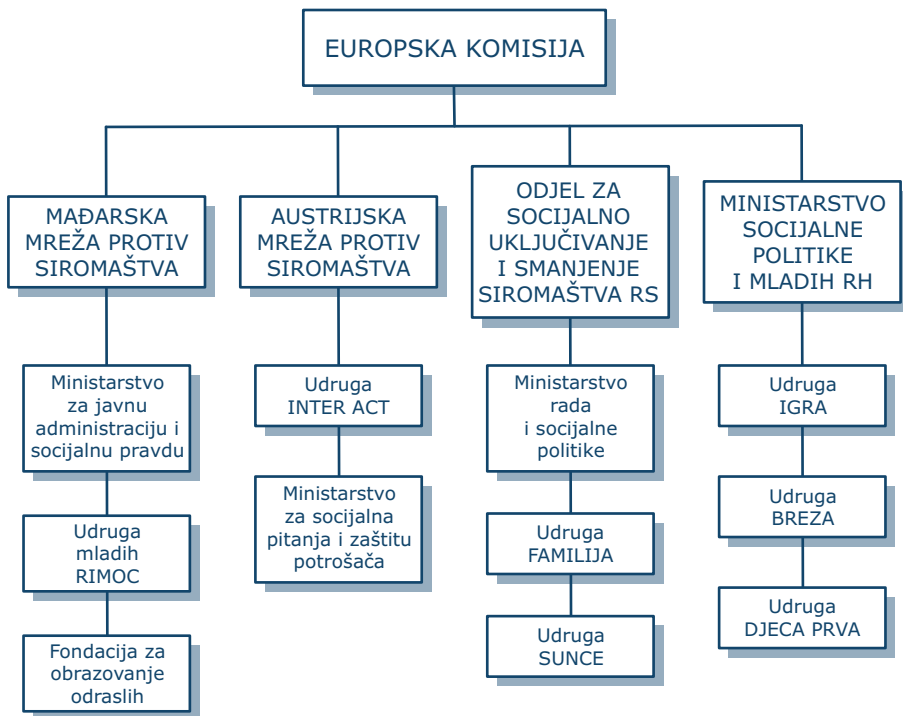 EUROPSKA KOMISIJA
MAĐARSKA
MREŽA PROTIV
SIROMAŠTVA
AUSTRIJSKA
MREŽA PROTIV
SIROMAŠTVA
ODJEL ZA
SOCIJALNO
UKLJUČIVANJE
I SMANJENJE
SIROMAŠTVA RS
MINISTARSTVO
SOCIJALNE
POLITIKE
I MLADIH RH
Ministarstvo
za javnu
administraciju i
socijalnu pravdu
Udruga
INTER ACT
Ministarstvo
rada
i socijalne
politike
Udruga
IGRA
Udruga
mladih
RIMOC
Ministarstvo
za socijalna
pitanja i zaštitu
potrošača
Udruga
FAMILIJA
Udruga
BREZA
Fondacija za
obrazovanje
odraslih
Udruga
SUNCE
Udruga
DJECA PRVA